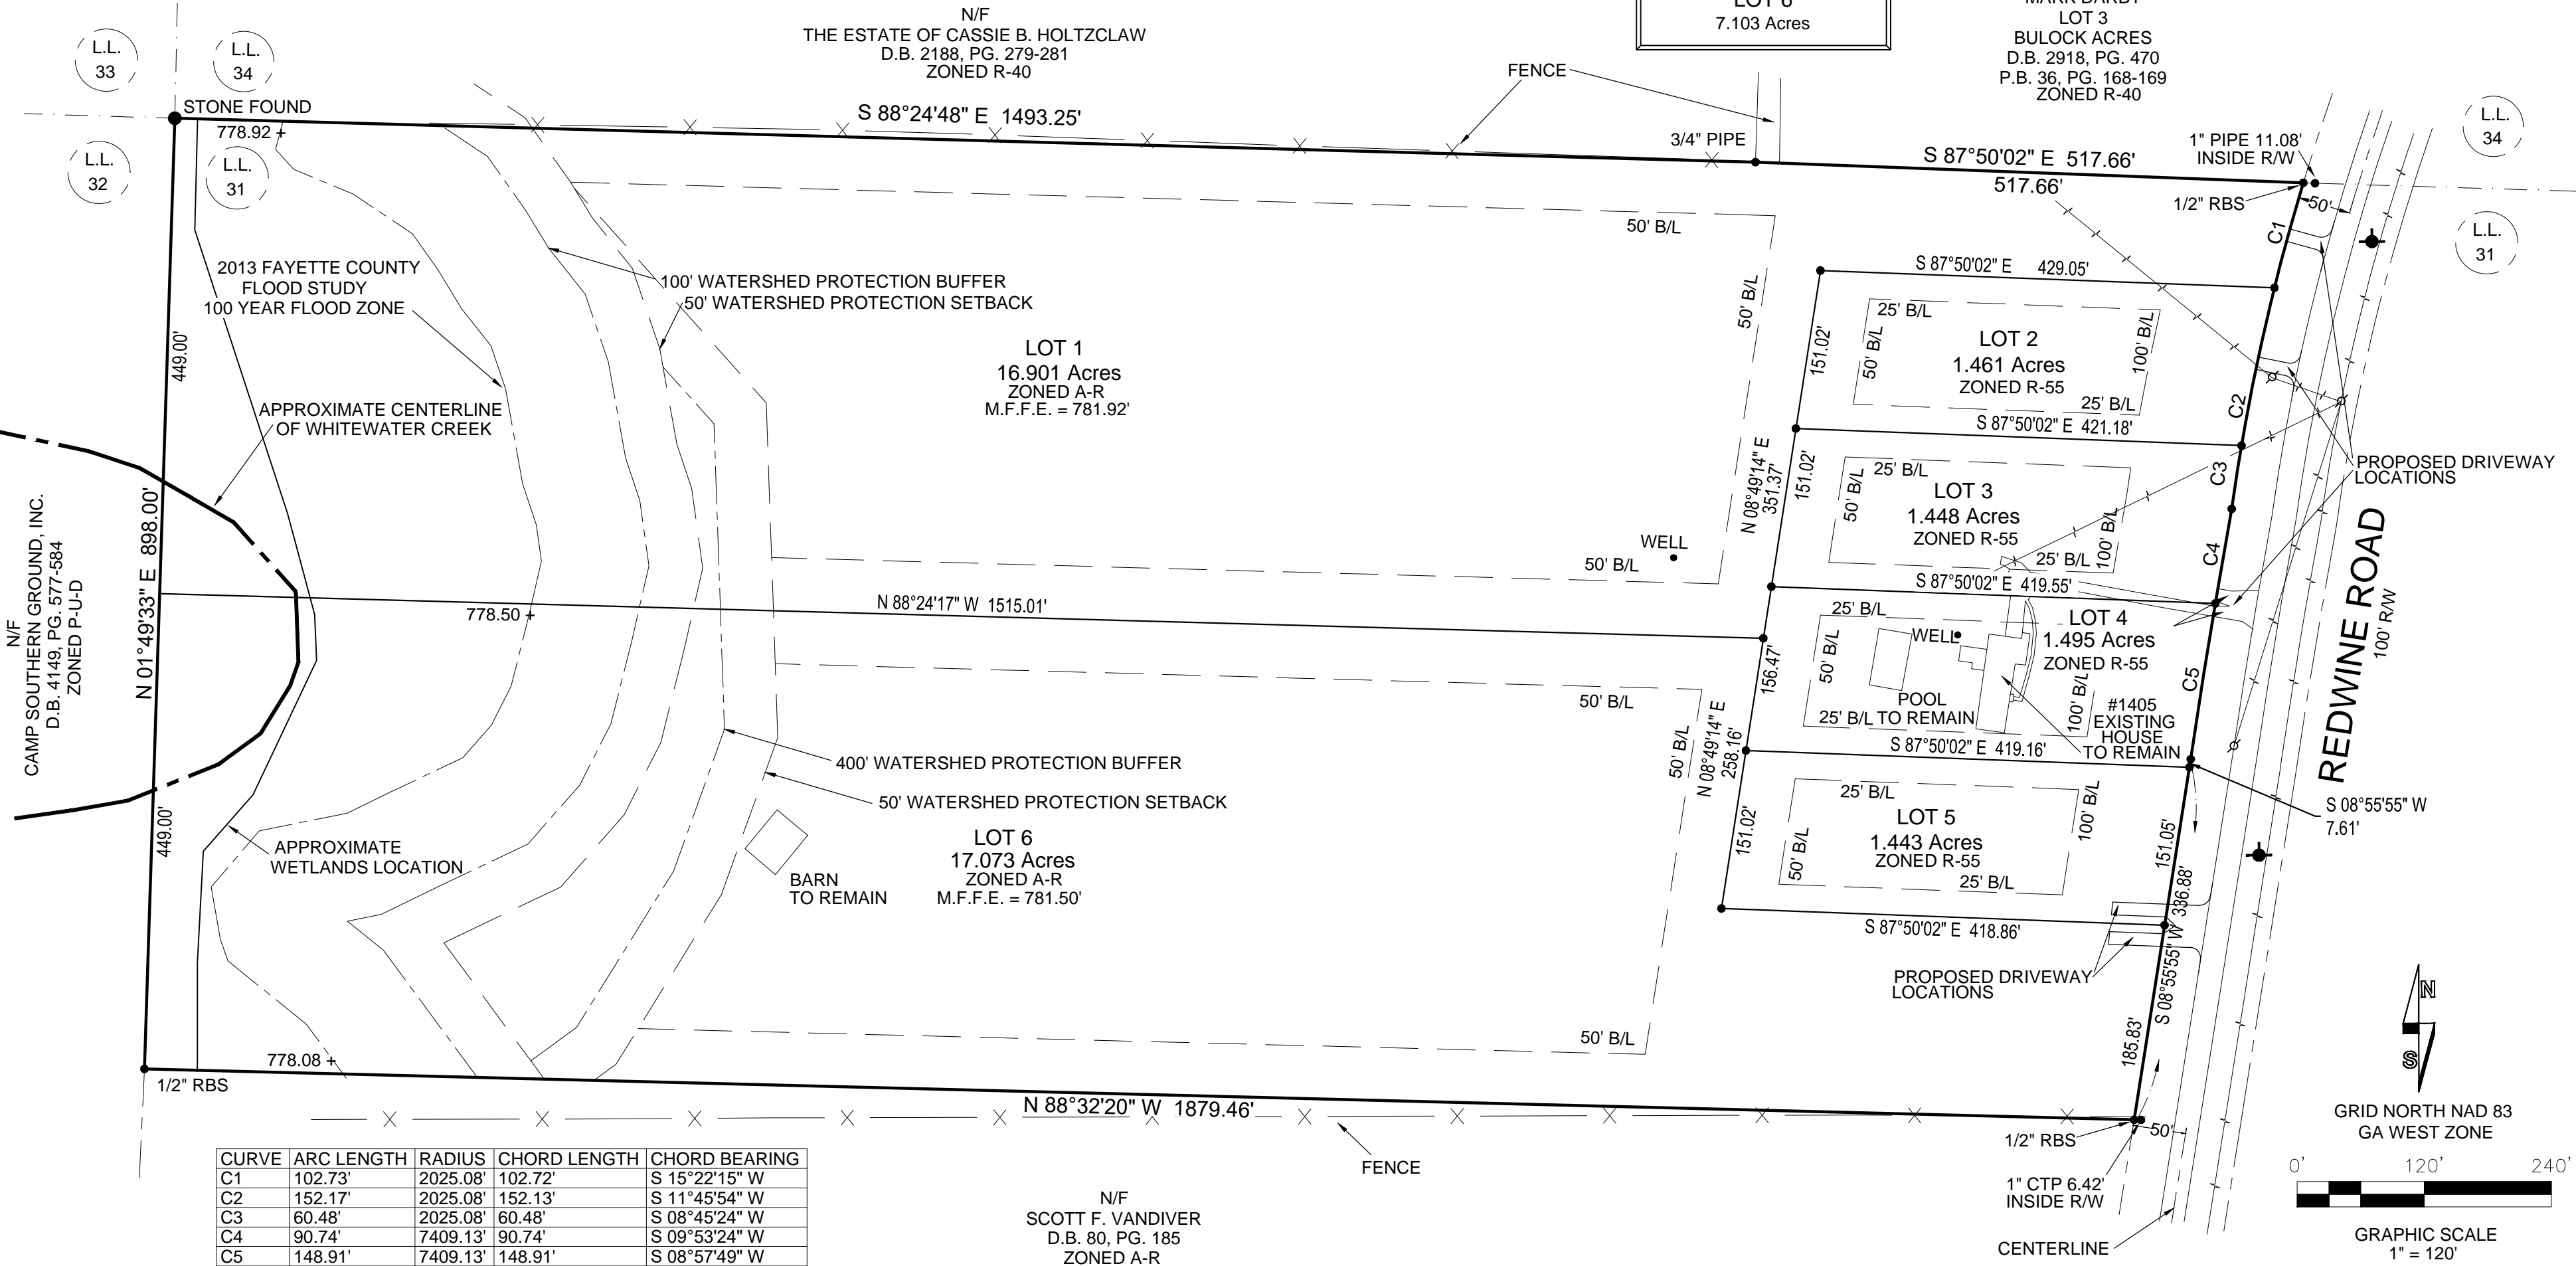 N/F
THE ESTATE OF CASSIE B. HOLTZCLAW
D.B. 2188, PG. 279-281
ZONED R-40
LOT 6
7.103 Acres
MARK DARBY
LOT 3
BULOCK ACRES
D.B. 2918, PG. 470
P.B. 36, PG. 168-169
ZONED R-40
L.L.
33
L.L.
34
L.L.
32
L.L.
31
L.L.
34
L.L.
31
STONE FOUND
778.92 +
S 88°24'48" E 1493.25'
FENCE
3/4" PIPE
S 87°50'02" E 517.66'
517.66'
1" PIPE 11.08'
INSIDE R/W
1/2" RBS
50'
C1
2013 FAYETTE COUNTY
FLOOD STUDY
100 YEAR FLOOD ZONE
100' WATERSHED PROTECTION BUFFER
50' WATERSHED PROTECTION SETBACK
50' B/L
50' B/L
449.00'
APPROXIMATE CENTERLINE
OF WHITEWATER CREEK
LOT 1
16.901 Acres
ZONED A-R
M.F.F.E. = 781.92'
S 87°50'02" E 429.05'
25' B/L
50' B/L
LOT 2
1.461 Acres
ZONED R-55
100' B/L
25' B/L
151.02'
C2
S 87°50'02" E 421.18'
N 08°49'14" E
351.37'
151.02'
25' B/L
50' B/L
LOT 3
1.448 Acres
ZONED R-55
100' B/L
25' B/L
C3
C4
PROPOSED DRIVEWAY
LOCATIONS
REDWINE ROAD
100' R/W
WELL
50' B/L
S 87°50'02" E 419.55'
N/F
CAMP SOUTHERN GROUND, INC.
D.B. 4149, PG. 577-584
ZONED P-U-D
N 01°49'33" E 898.00'
778.50 +
N 88°24'17" W 1515.01'
156.47'
25' B/L
50' B/L
WELL
LOT 4
1.495 Acres
ZONED R-55
POOL
TO REMAIN
100' B/L
25' B/L
#1405
EXISTING
HOUSE
TO REMAIN
C5
50' B/L
50' B/L
N 08°49'14" E
258.16'
S 87°50'02" E 419.16'
S 08°55'55" W
7.61'
400' WATERSHED PROTECTION BUFFER
50' WATERSHED PROTECTION SETBACK
449.00'
APPROXIMATE
WETLANDS LOCATION
BARN
TO REMAIN
LOT 6
17.073 Acres
ZONED A-R
M.F.F.E. = 781.50'
151.02'
25' B/L
50' B/L
LOT 5
1.443 Acres
ZONED R-55
100' B/L
25' B/L
151.05'
336.88'
S 87°50'02" E 418.86'
PROPOSED DRIVEWAY
LOCATIONS
S 08°55'55" W
185.83'
50' B/L
778.08 +
1/2" RBS
N 88°32'20" W 1879.46'
FENCE
1/2" RBS
50'
1" CTP 6.42'
INSIDE R/W
CENTERLINE
N
S
GRID NORTH NAD 83
GA WEST ZONE
0' 120' 240'
GRAPHIC SCALE
1" = 120'
CURVE ARC LENGTH RADIUS CHORD LENGTH CHORD BEARING
C1 102.73' 2025.08' 102.72' S 15°22'15" W
C2 152.17' 2025.08' 152.13' S 11°45'54" W
C3 60.48' 2025.08' 60.48' S 08°45'24" W
C4 90.74' 7409.13' 90.74' S 09°53'24" W
C5 148.91' 7409.13' 148.91' S 08°57'49" W
N/F
SCOTT F. VANDIVER
D.B. 80, PG. 185
ZONED A-R